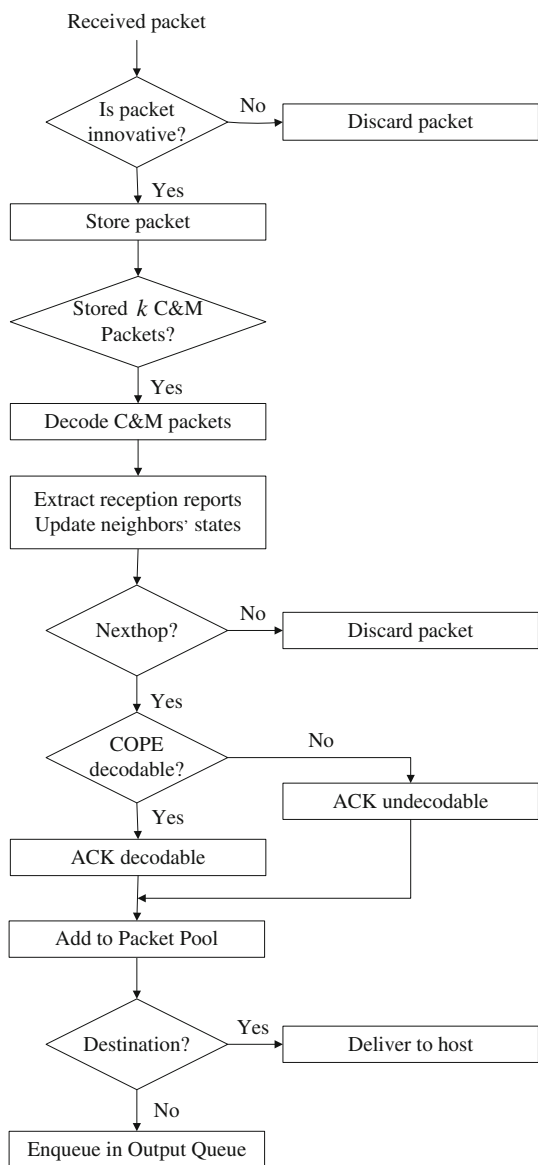 Received packet
Is packet
innovative?
No
Discard packet
Yes
Store packet
Stored k C&M
Packets?
Yes
Decode C&M packets
Extract reception reports
Update neighbors' states
Nexthop?
No
Discard packet
Yes
COPE
decodable?
No
ACK undecodable
Yes
ACK decodable
Add to Packet Pool
Destination?
Yes
Deliver to host
No
Enqueue in Output Queue